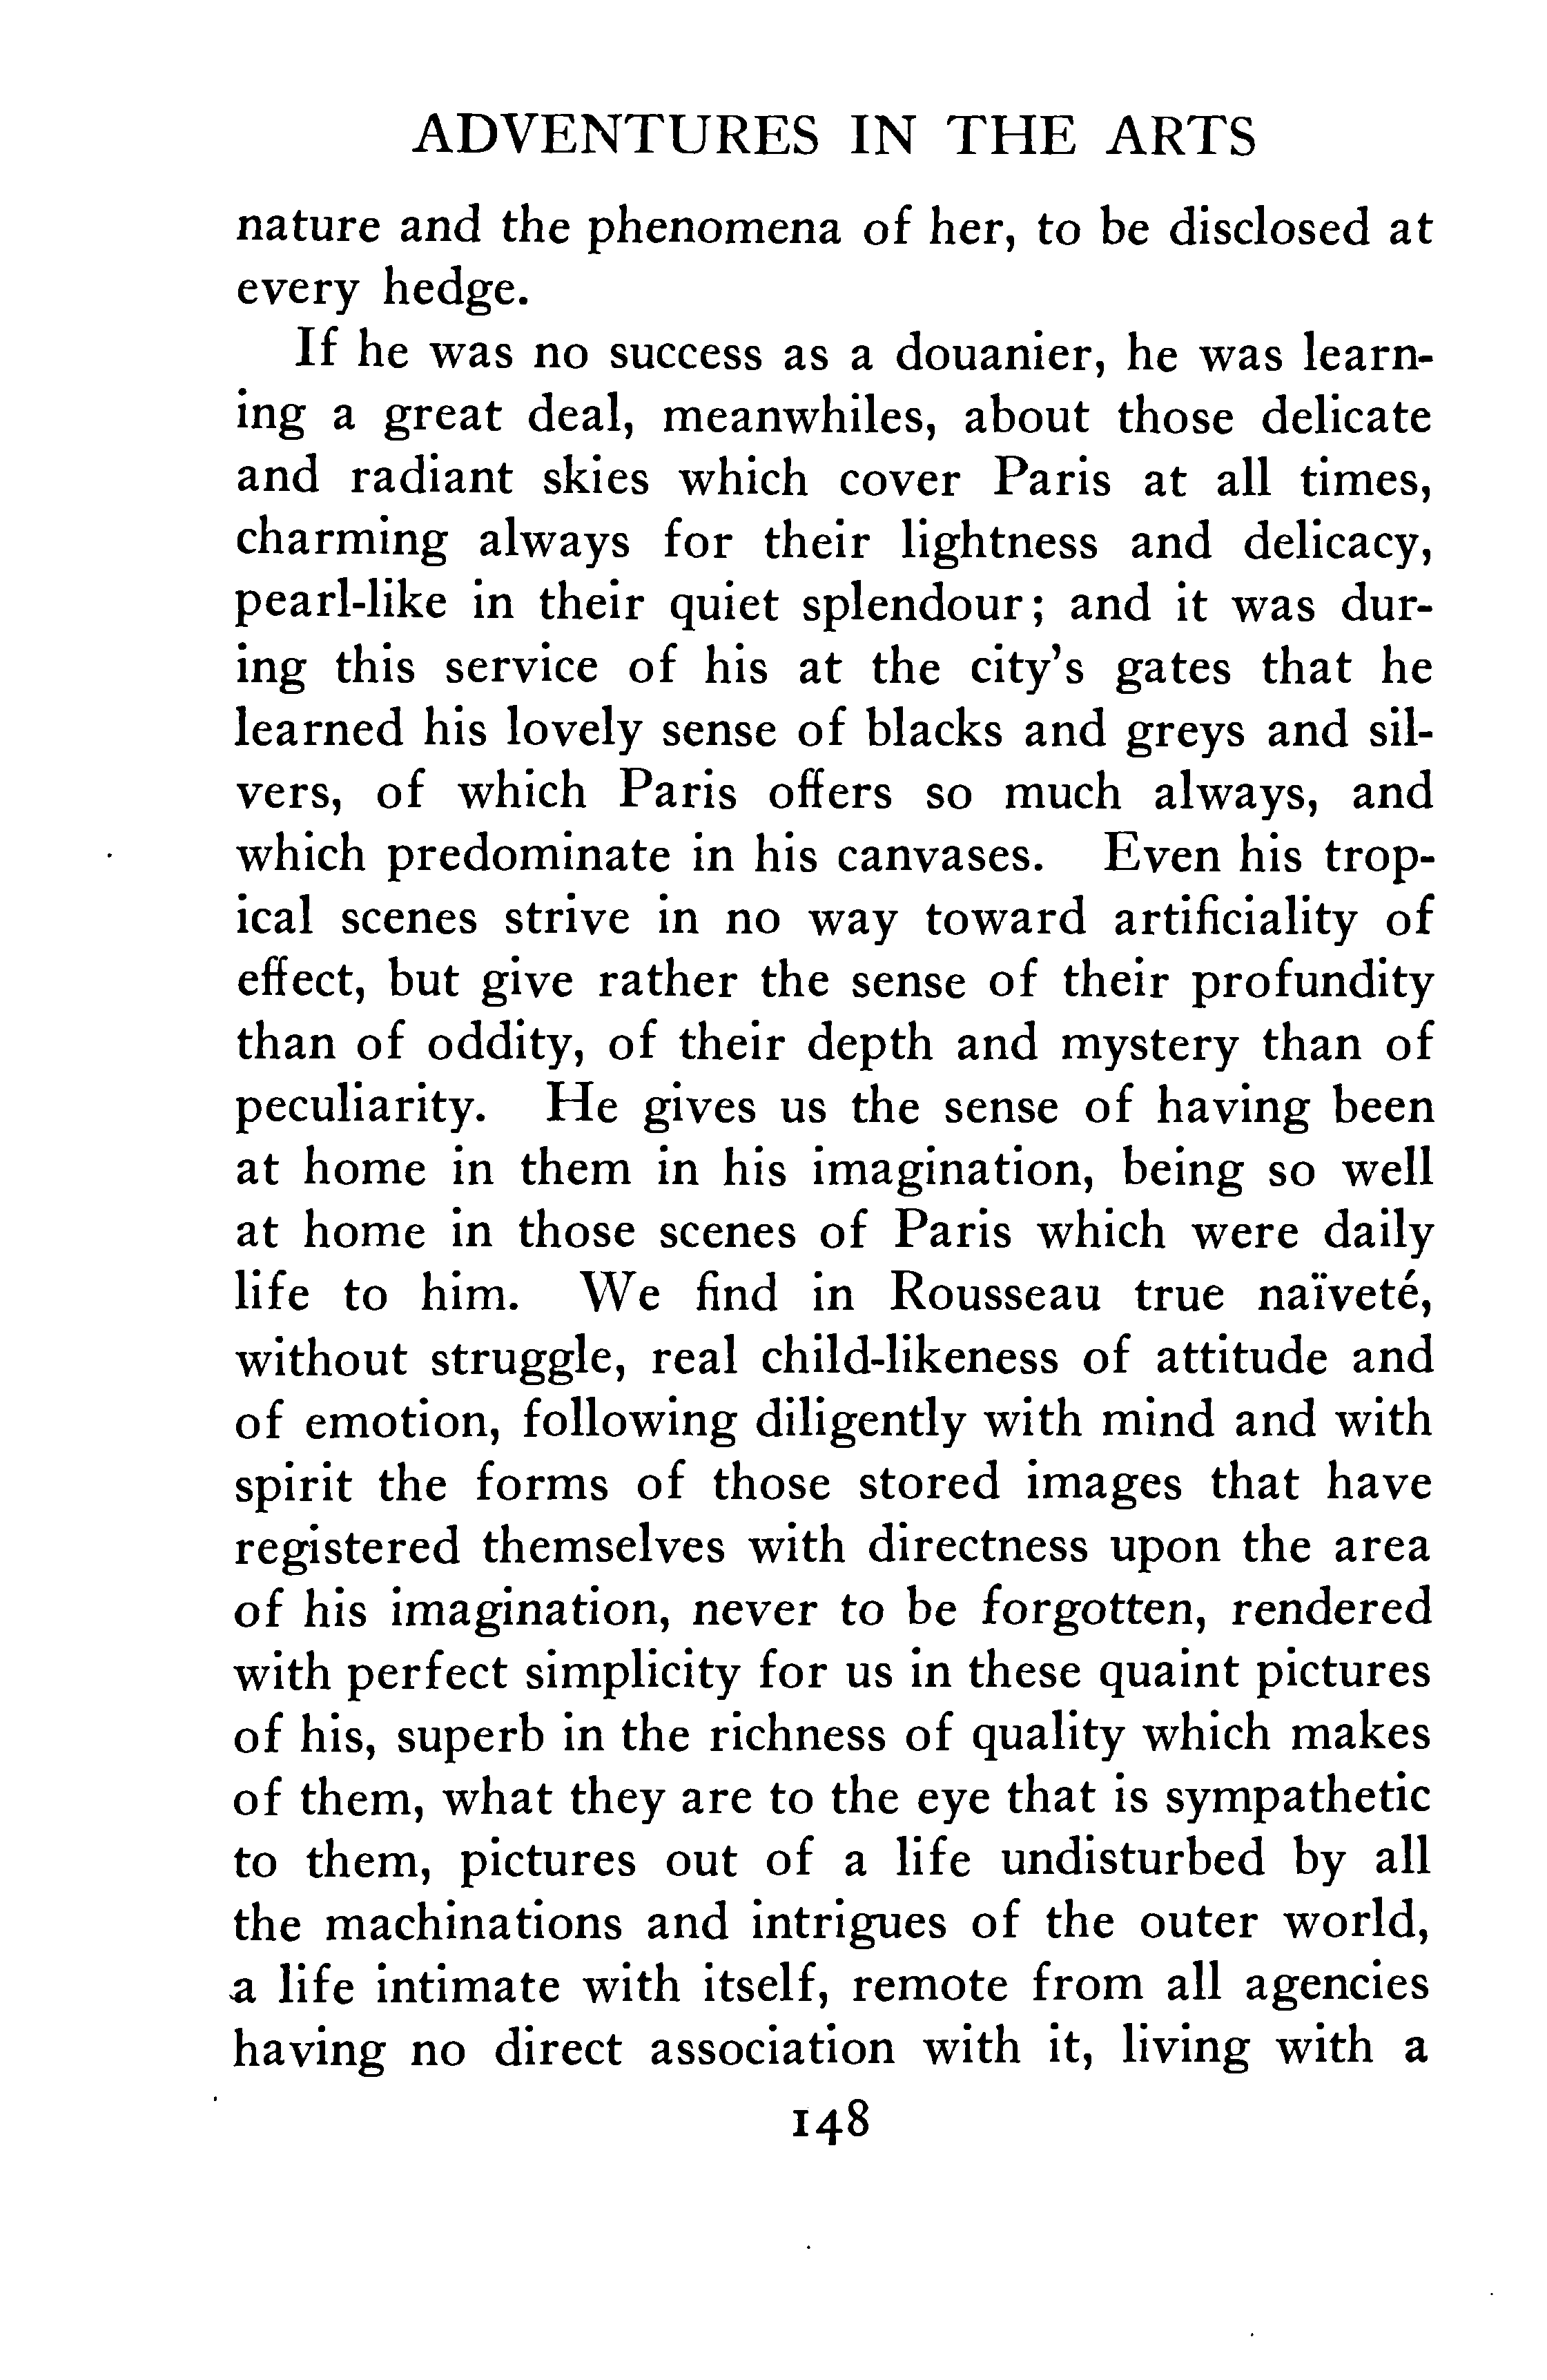 ADVENTURES IN THE ARTS
nature and the phenomena of her, to be disclosed at
every hedge.
If he was no success as a douanier, he was learn-
ing a great deal, meanwhiles, about those delicate
and radiant skies which cover Paris at all times,
charming always for their lightness and delicacy,
pearl-like in their quiet splendour; and it was dur-
ing this service of his at the city's gates that he
learned his lovely sense of blacks and greys and sil-
vers, of which Paris offers so much always, and
which predominate in his canvases. Even his trop-
ical scenes strive in no way toward artificiality of
effect, but give rather the sense of their profundity
than of oddity, of their depth and mystery than of
peculiarity. He gives us the sense of having been
at home in them in his imagination, being so well
at home in those scenes of Paris which were daily
life to him. We find in Rousseau true naïveté,
without struggle, real child-likeness of attitude and
of emotion, following diligently with mind and with
spirit the forms of those stored images that have
registered themselves with directness upon the area
of his imagination, never to be forgotten, rendered
with perfect simplicity for us in these quaint pictures
of his, superb in the richness of quality which makes
of them, what they are to the eye that is sympathetic
to them, pictures out of a life undisturbed by all
the machinations and intrigues of the outer world,
a life intimate with itself, remote from all agencies
having no direct association with it, living with a
148